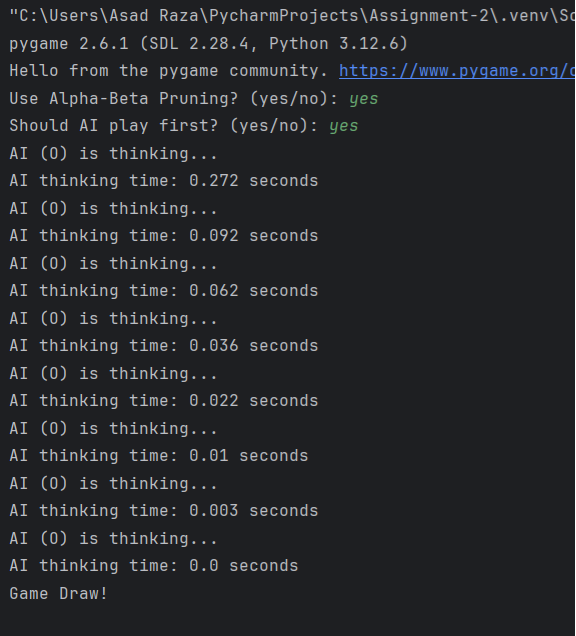 "C:\Users\Asad Raza\PycharmProjects\Assignment-2\.venv\Sc
pygame 2.6.1 (SDL 2.28.4, Python 3.12.6)
Hello from the pygame community. https://www.pygame.org/c
Use Alpha-Beta Pruning? (yes/no): yes
Should AI play first? (yes/no): yes
AI (O) is thinking...
AI thinking time: 0.272 seconds
AI (O) is thinking...
AI thinking time: 0.092 seconds
AI (O) is thinking...
AI thinking time: 0.062 seconds
AI (O) is thinking...
AI thinking time: 0.036 seconds
AI (O) is thinking...
AI thinking time: 0.022 seconds
AI (O) is thinking...
AI thinking time: 0.01 seconds
AI (O) is thinking...
AI thinking time: 0.003 seconds
AI (O) is thinking...
AI thinking time: 0.0 seconds
Game Draw!